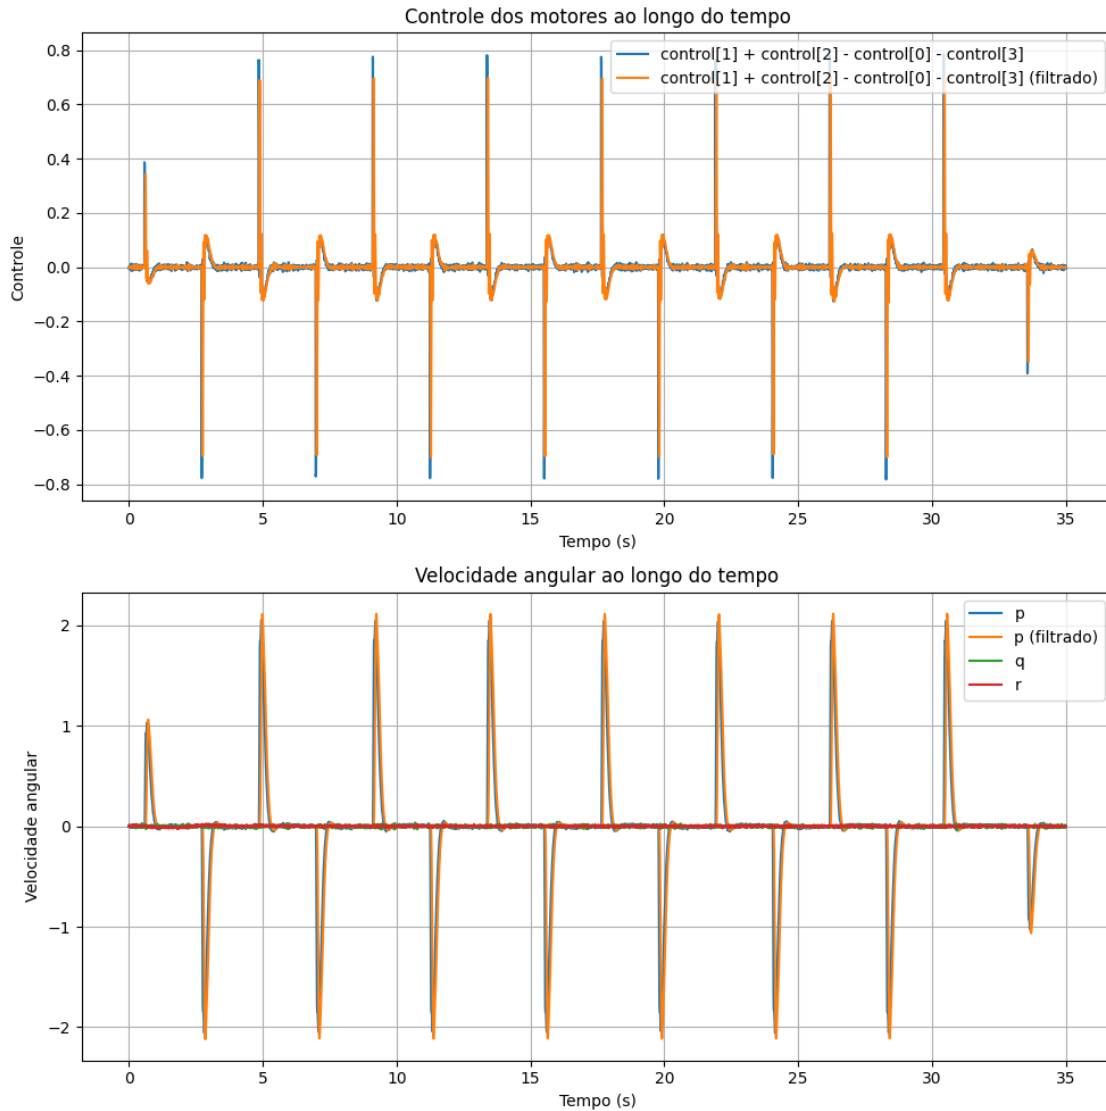 Controle dos motores ao longo do tempo
control[1] + control[2] - control[0] - control[3]
control[1] + control[2] - control[0] - control[3] (filtrado)
Controle
0.8
0.6
0.4
0.2
0.0
−0.2
−0.4
−0.6
−0.8
0 5 10 15 20 25 30 35
Tempo (s)
Velocidade angular ao longo do tempo
p
p (filtrado)
q
r
Velocidade angular
2
1
0
−1
−2
0 5 10 15 20 25 30 35
Tempo (s)